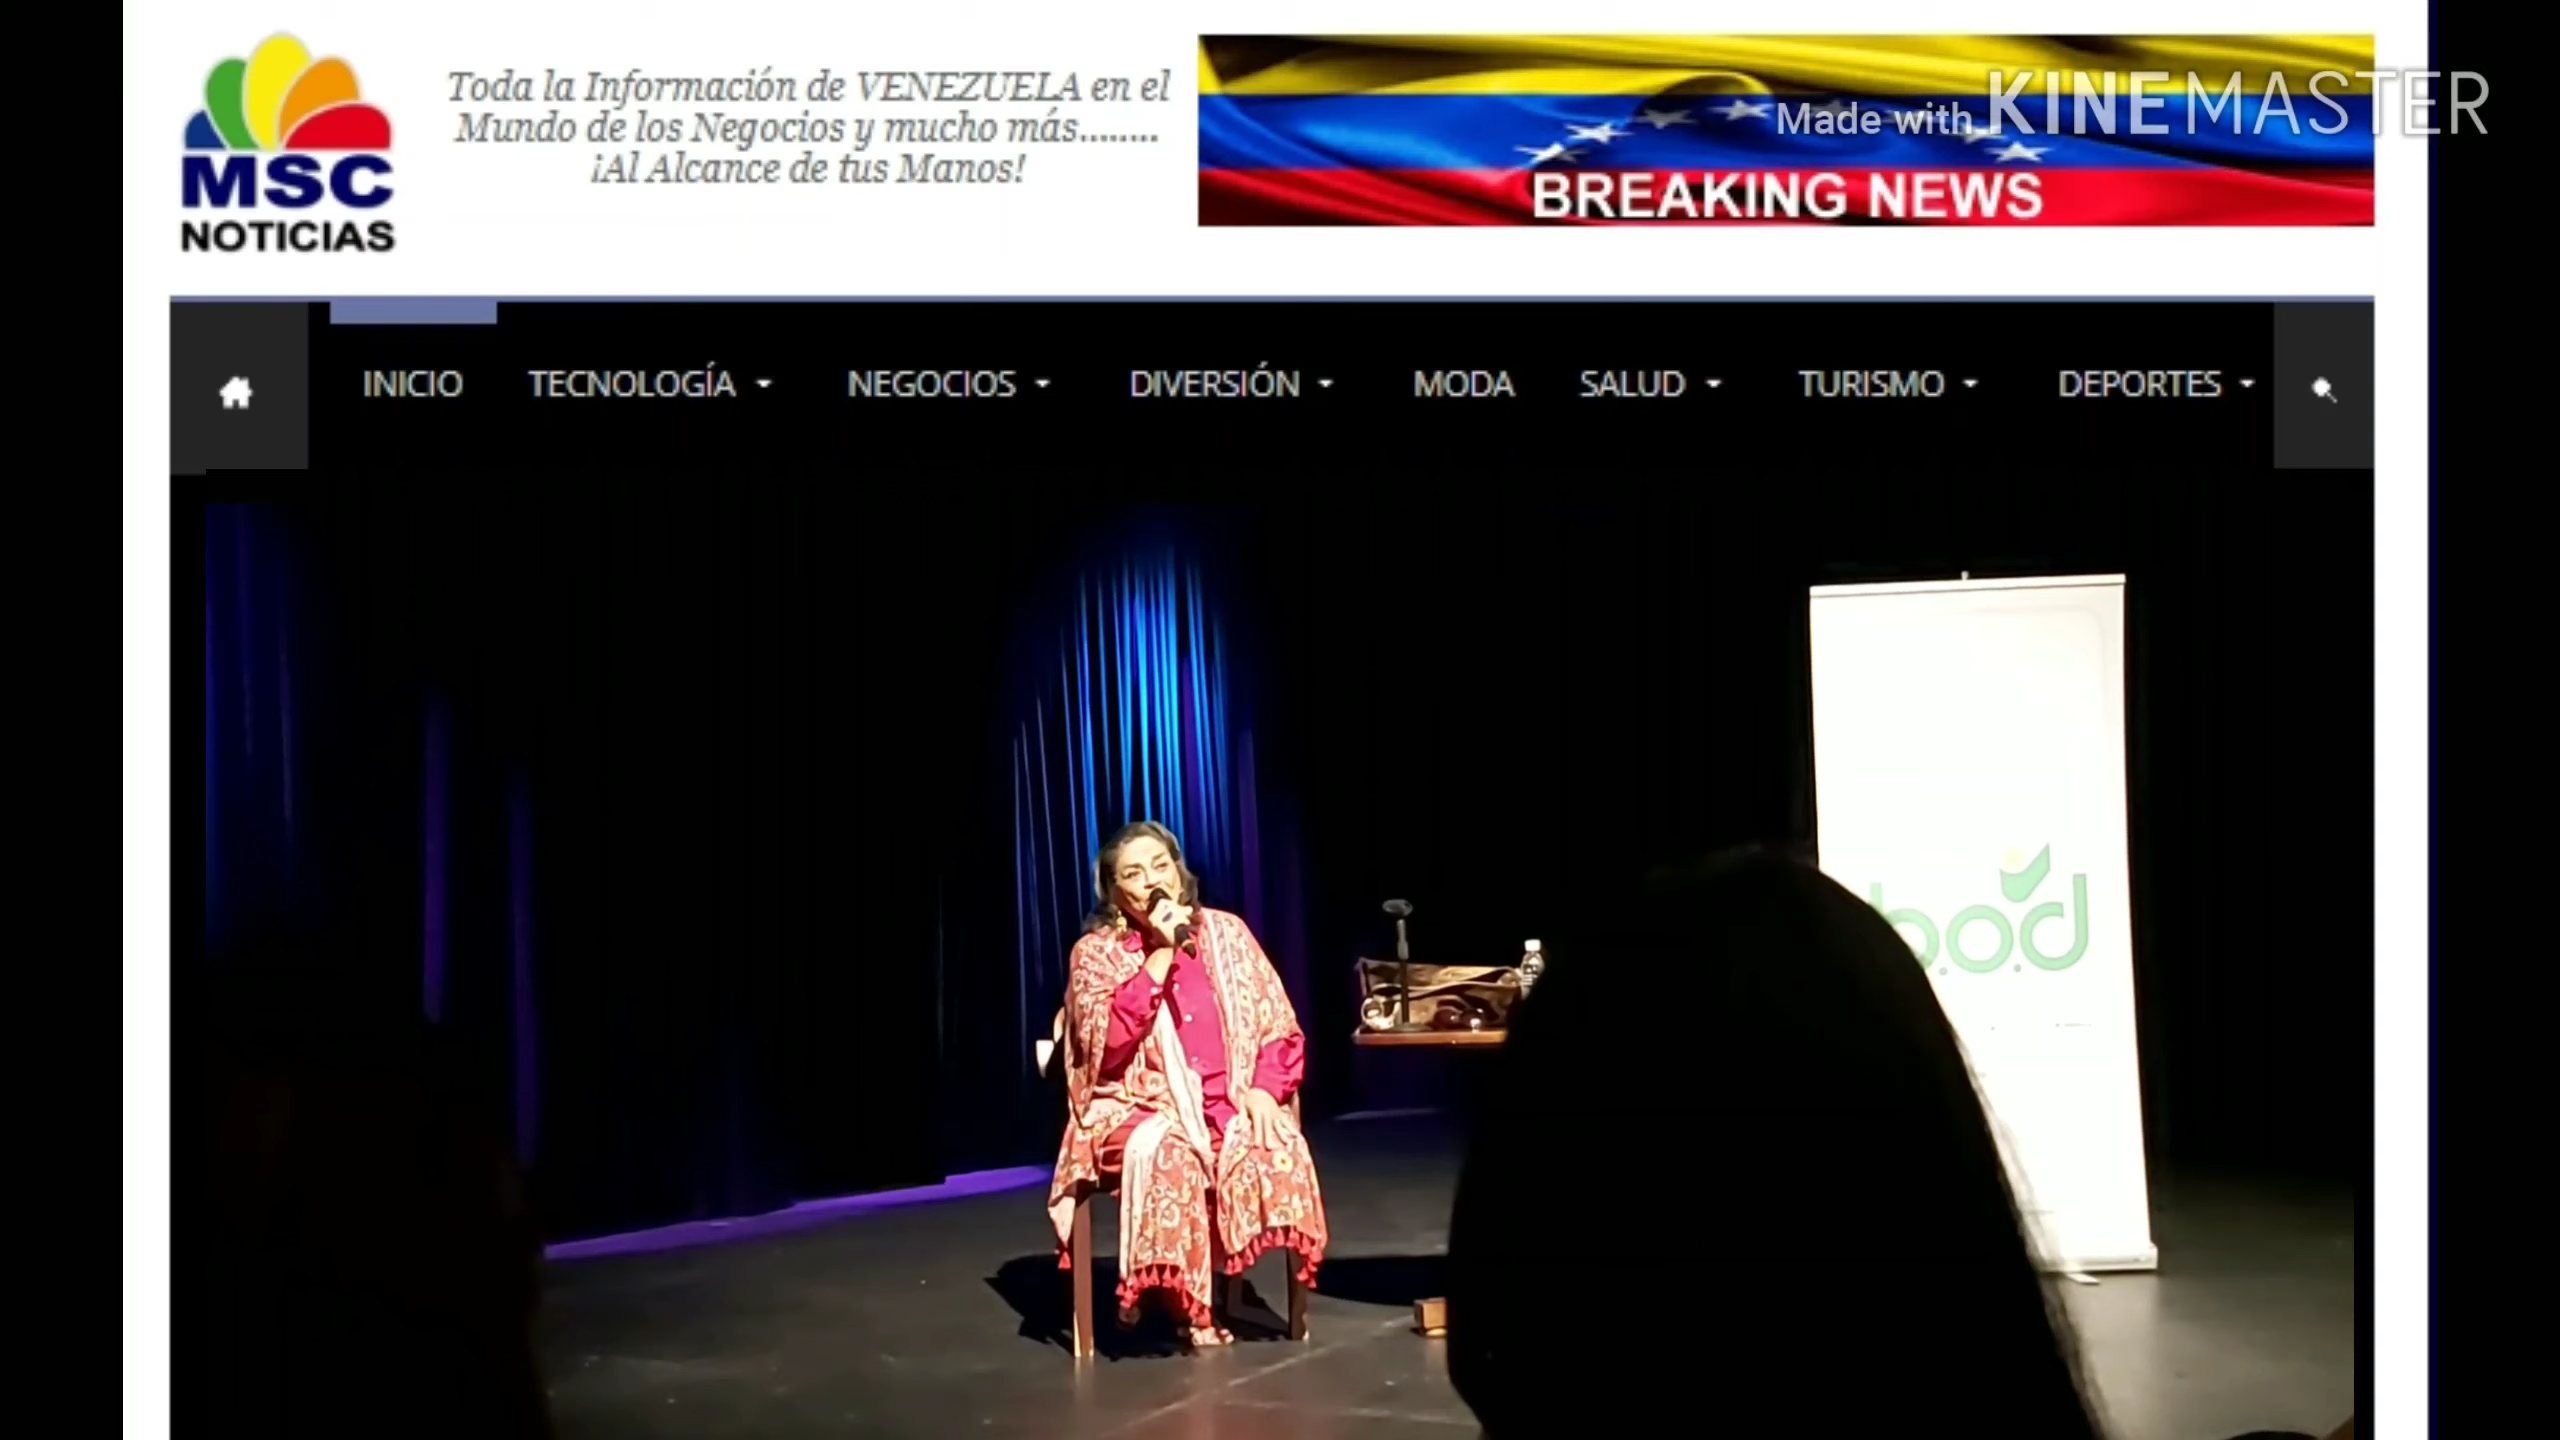 Toda la Información de VENEZUELA en el
Mundo de los Negocios y mucho más........
¡Al Alcance de tus Manos!
MSC
NOTICIAS
Made with KINEMASTER
BREAKING NEWS
INICIO TECNOLOGÍA NEGOCIOS DIVERSIÓN MODA SALUD TURISMO DEPORTES
b.o.d